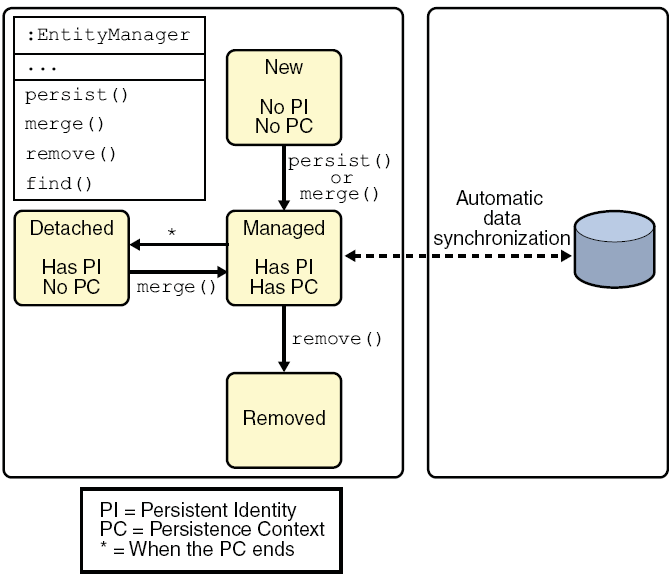 :EntityManager
...
persist()
merge()
remove()
find()
New
No PI
No PC
persist()
or
merge()
Detached
Has PI
No PC
*
merge()
Managed
Has PI
Has PC
Automatic
data
synchronization
remove()
Removed
PI = Persistent Identity
PC = Persistence Context
* = When the PC ends